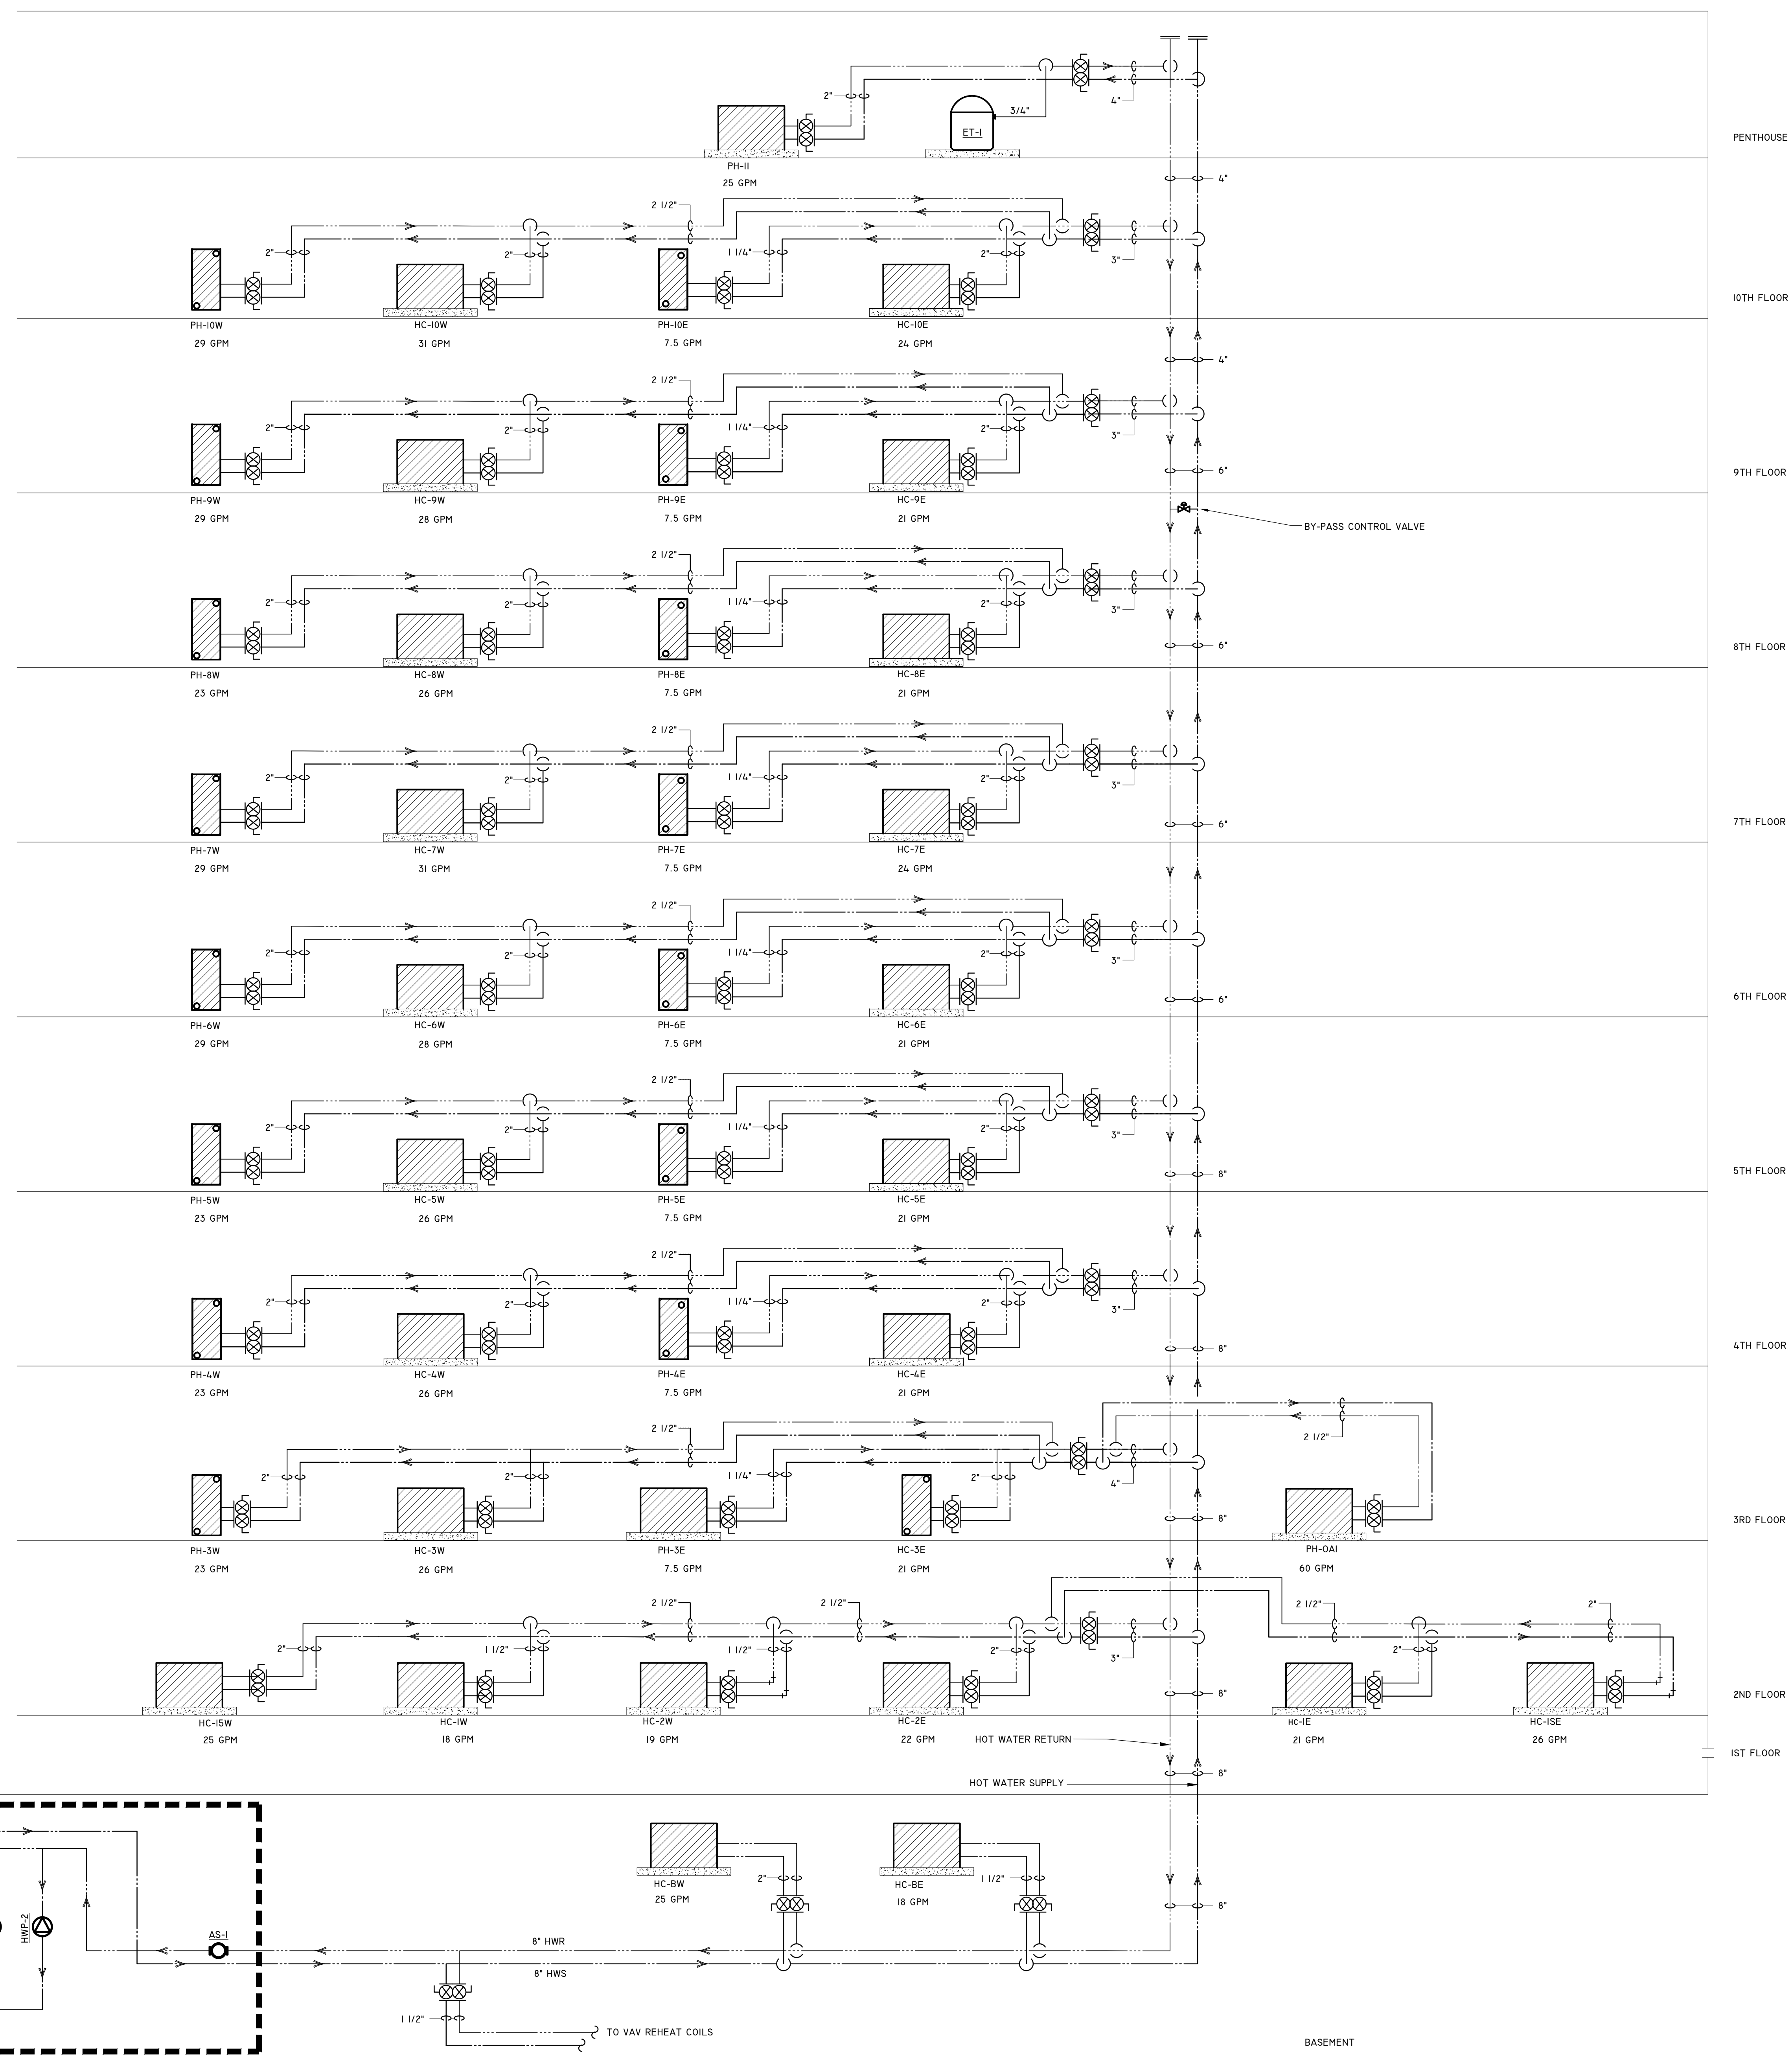 3/4"
2"
4"
ET-1
PENTHOUSE
PH-11
25 GPM
4"
2 1/2"
2"
2"
1 1/4"
2"
3"
10TH FLOOR
PH-10W
HC-10W
PH-10E
HC-10E
29 GPM
31 GPM
7.5 GPM
24 GPM
4"
2 1/2"
2"
2"
1 1/4"
2"
3"
6"
9TH FLOOR
PH-9W
HC-9W
PH-9E
HC-9E
29 GPM
28 GPM
7.5 GPM
21 GPM
BY-PASS CONTROL VALVE
2 1/2"
2"
2"
1 1/4"
2"
3"
6"
8TH FLOOR
PH-8W
HC-8W
PH-8E
HC-8E
23 GPM
26 GPM
7.5 GPM
21 GPM
2 1/2"
2"
2"
1 1/4"
2"
3"
6"
7TH FLOOR
PH-7W
HC-7W
PH-7E
HC-7E
29 GPM
31 GPM
7.5 GPM
24 GPM
2 1/2"
2"
2"
1 1/4"
2"
3"
6"
6TH FLOOR
PH-6W
HC-6W
PH-6E
HC-6E
29 GPM
28 GPM
7.5 GPM
21 GPM
2 1/2"
2"
2"
1 1/4"
2"
3"
8"
5TH FLOOR
PH-5W
HC-5W
PH-5E
HC-5E
23 GPM
26 GPM
7.5 GPM
21 GPM
2 1/2"
2"
2"
1 1/4"
2"
3"
8"
4TH FLOOR
PH-4W
HC-4W
PH-4E
HC-4E
23 GPM
26 GPM
7.5 GPM
21 GPM
2 1/2"
2 1/2"
2"
2"
1 1/4"
2"
4"
8"
3RD FLOOR
PH-3W
HC-3W
PH-3E
HC-3E
PH-OA1
23 GPM
26 GPM
7.5 GPM
21 GPM
60 GPM
2 1/2"
2 1/2"
2 1/2"
2"
2"
1 1/2"
1 1/2"
2"
3"
2"
8"
2ND FLOOR
HC-15W
HC-1W
HC-2W
HC-2E
HC-1E
HC-1SE
25 GPM
18 GPM
19 GPM
22 GPM
21 GPM
26 GPM
HOT WATER RETURN
1ST FLOOR
8"
HOT WATER SUPPLY
2"
1 1/2"
HC-BW
HC-BE
25 GPM
18 GPM
8"
HWP-2
AS-1
8" HWR
8" HWS
1 1/2"
TO VAV REHEAT COILS
BASEMENT